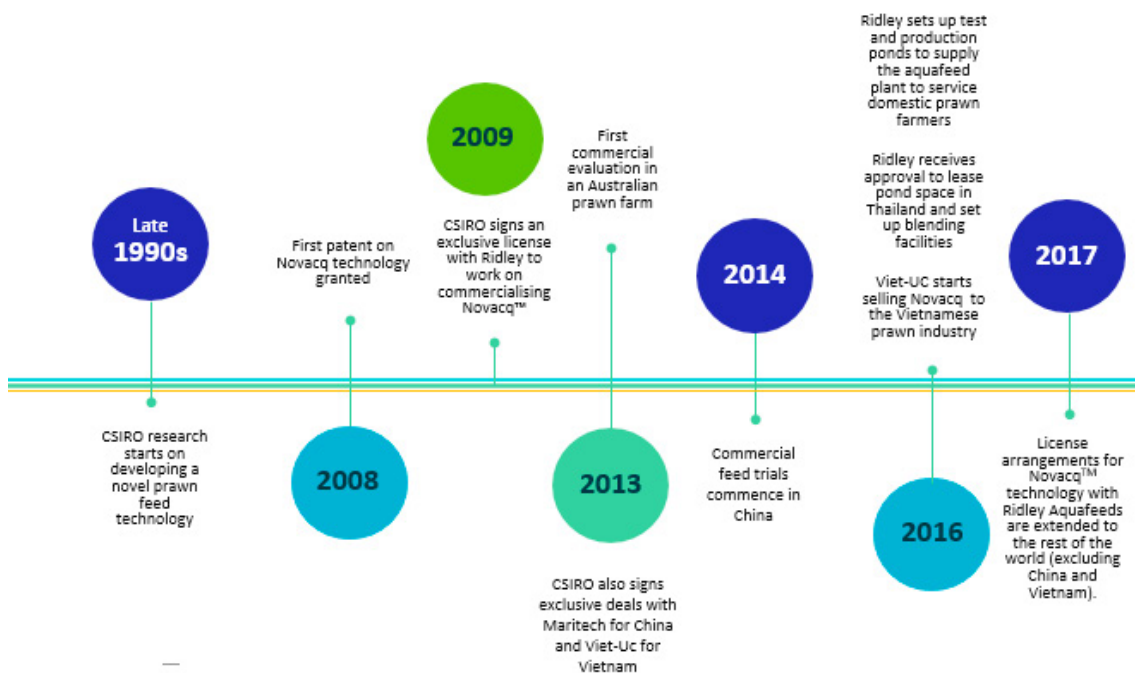 Late
1990s
CSIRO research
starts on
developing a
novel prawn
feed
technology
First patent on
Novacq technology
granted
2008
2009
CSIRO signs an
exclusive license
with Ridley to
work on
commercialising
Novacq™
First
commercial
evaluation in
an Australian
prawn farm
2013
CSIRO also signs
exclusive deals with
Maritech for China
and Viet-Uc for
Vietnam
2014
Commercial
feed trials
commence in
China
Ridley sets up test
and production
ponds to supply
the aquafeed
plant to service
domestic prawn
farmers
Ridley receives
approval to lease
pond space in
Thailand and set
up blending
facilities
Viet-UC starts
selling Novacq to
the Vietnamese
prawn industry
2016
2017
License
arrangements for
Novacq™
technology with
Ridley Aquafeeds
are extended to
the rest of the
world (excluding
China and
Vietnam).